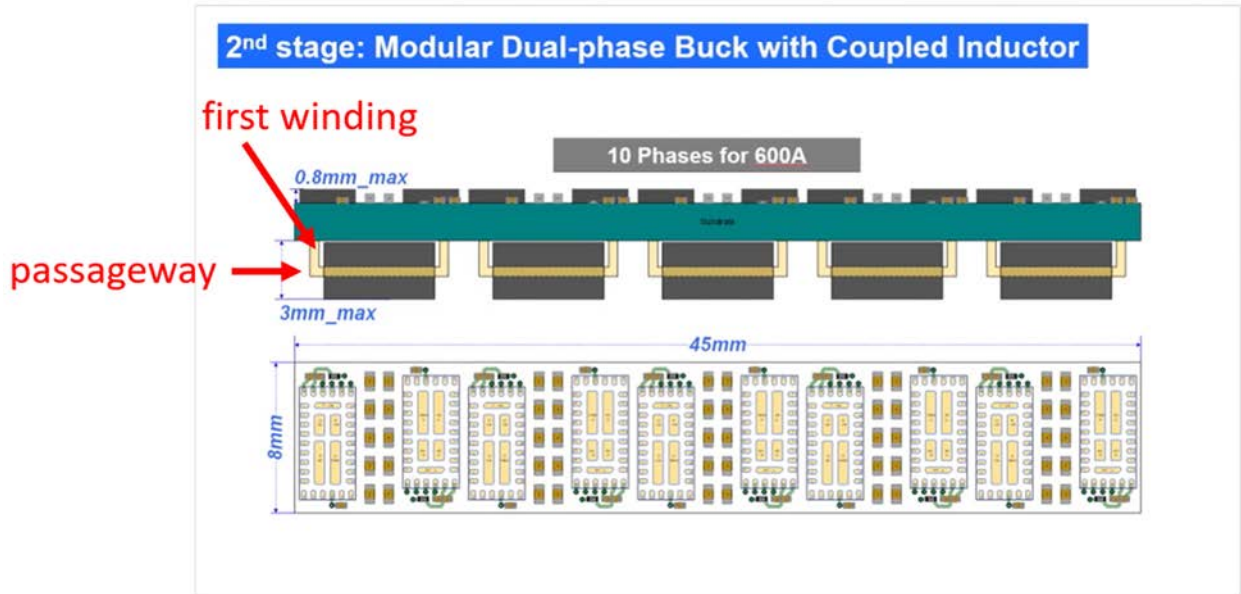 2nd stage: Modular Dual-phase Buck with Coupled Inductor
first winding
10 Phases for 600A
0.8mm_max
passageway
3mm_max
45mm
8mm